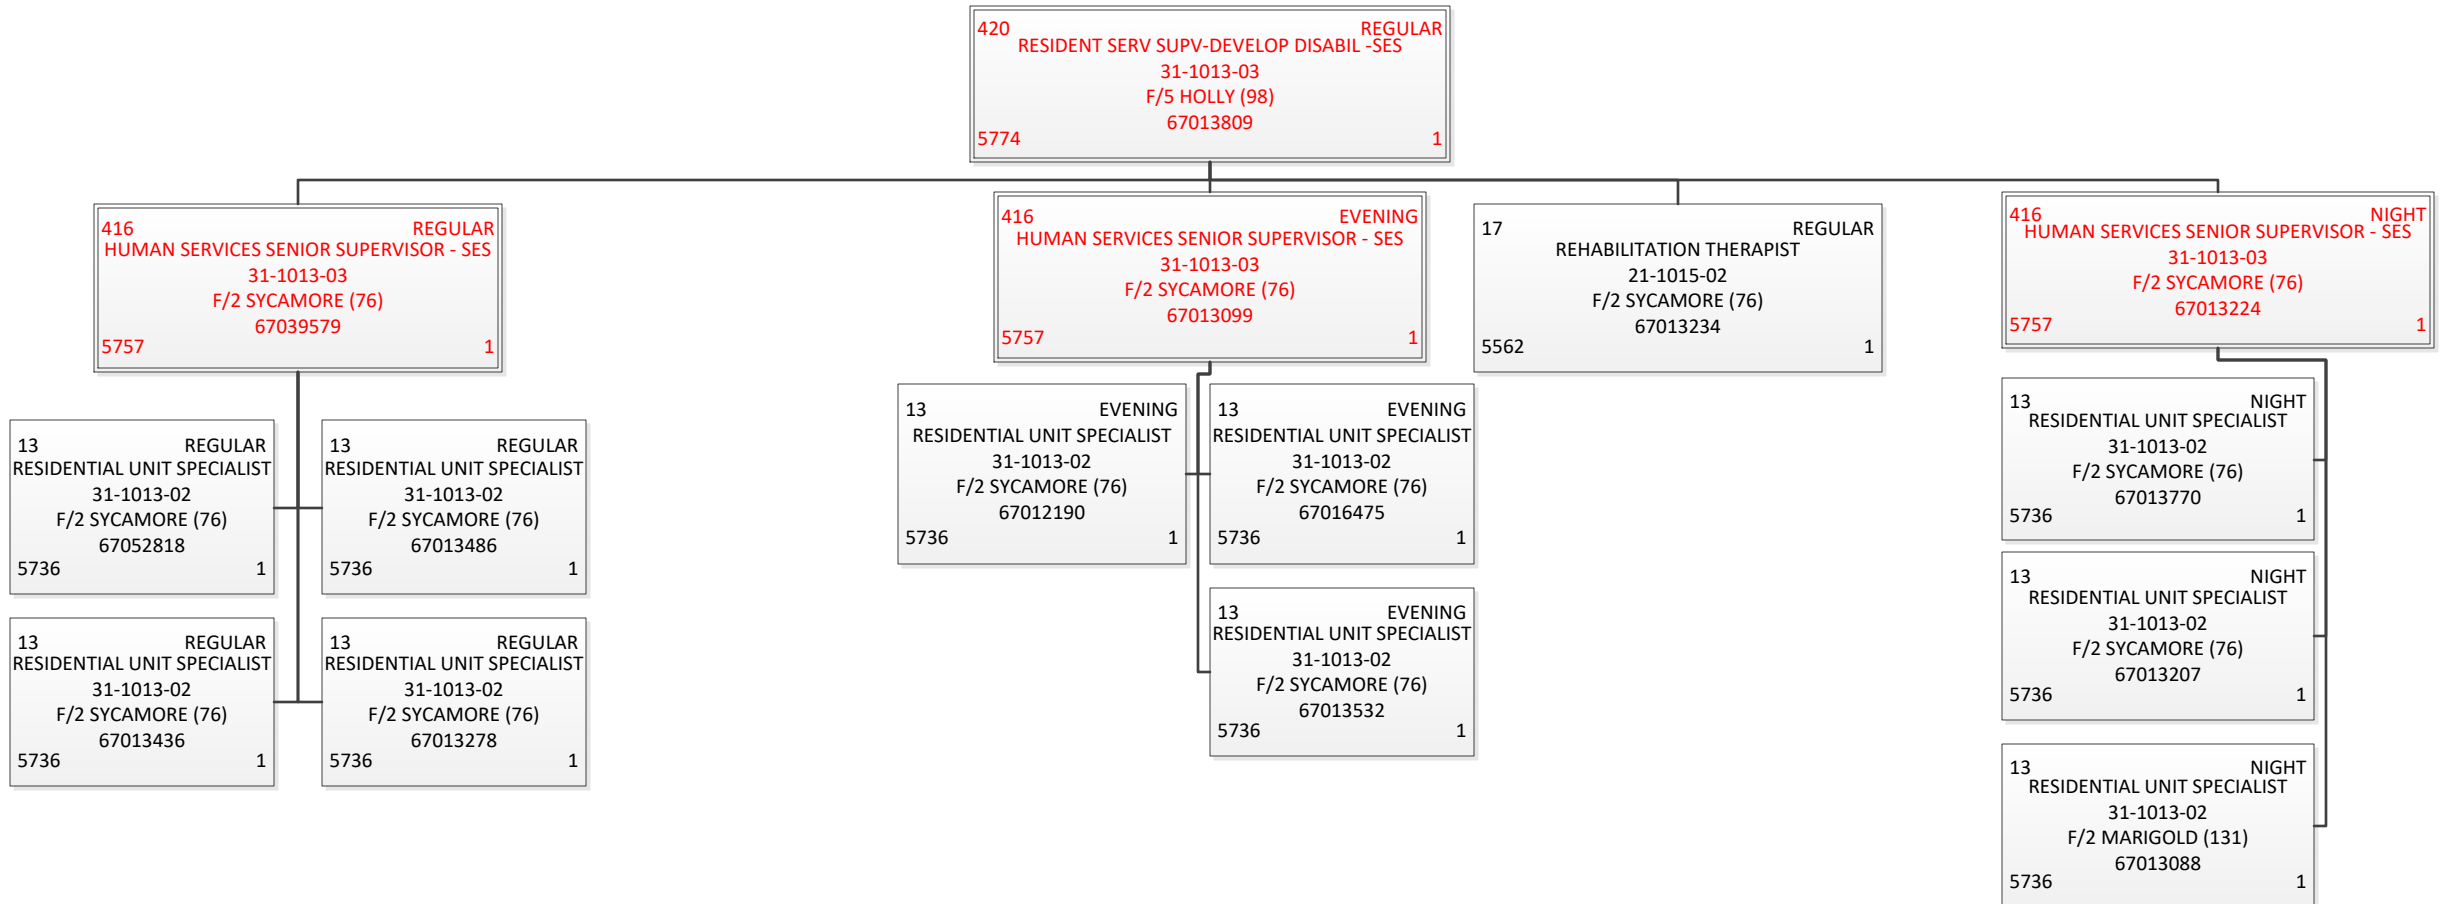 420 REGULAR
RESIDENT SERV SUPV-DEVELOP DISABIL -SES
31-1013-03
F/5 HOLLY (98)
67013809
5774 1
416 REGULAR
HUMAN SERVICES SENIOR SUPERVISOR - SES
31-1013-03
F/2 SYCAMORE (76)
67039579
5757 1
416 EVENING
HUMAN SERVICES SENIOR SUPERVISOR - SES
31-1013-03
F/2 SYCAMORE (76)
67013099
5757 1
17 REGULAR
REHABILITATION THERAPIST
21-1015-02
F/2 SYCAMORE (76)
67013234
5562 1
416 NIGHT
HUMAN SERVICES SENIOR SUPERVISOR - SES
31-1013-03
F/2 SYCAMORE (76)
67013224
5757 1
13 REGULAR
RESIDENTIAL UNIT SPECIALIST
31-1013-02
F/2 SYCAMORE (76)
67052818
5736 1
13 REGULAR
RESIDENTIAL UNIT SPECIALIST
31-1013-02
F/2 SYCAMORE (76)
67013486
5736 1
13 REGULAR
RESIDENTIAL UNIT SPECIALIST
31-1013-02
F/2 SYCAMORE (76)
67013436
5736 1
13 REGULAR
RESIDENTIAL UNIT SPECIALIST
31-1013-02
F/2 SYCAMORE (76)
67013278
5736 1
13 EVENING
RESIDENTIAL UNIT SPECIALIST
31-1013-02
F/2 SYCAMORE (76)
67012190
5736 1
13 EVENING
RESIDENTIAL UNIT SPECIALIST
31-1013-02
F/2 SYCAMORE (76)
67016475
5736 1
13 EVENING
RESIDENTIAL UNIT SPECIALIST
31-1013-02
F/2 SYCAMORE (76)
67013532
5736 1
13 NIGHT
RESIDENTIAL UNIT SPECIALIST
31-1013-02
F/2 SYCAMORE (76)
67013770
5736 1
13 NIGHT
RESIDENTIAL UNIT SPECIALIST
31-1013-02
F/2 SYCAMORE (76)
67013207
5736 1
13 NIGHT
RESIDENTIAL UNIT SPECIALIST
31-1013-02
F/2 MARIGOLD (131)
67013088
5736 1